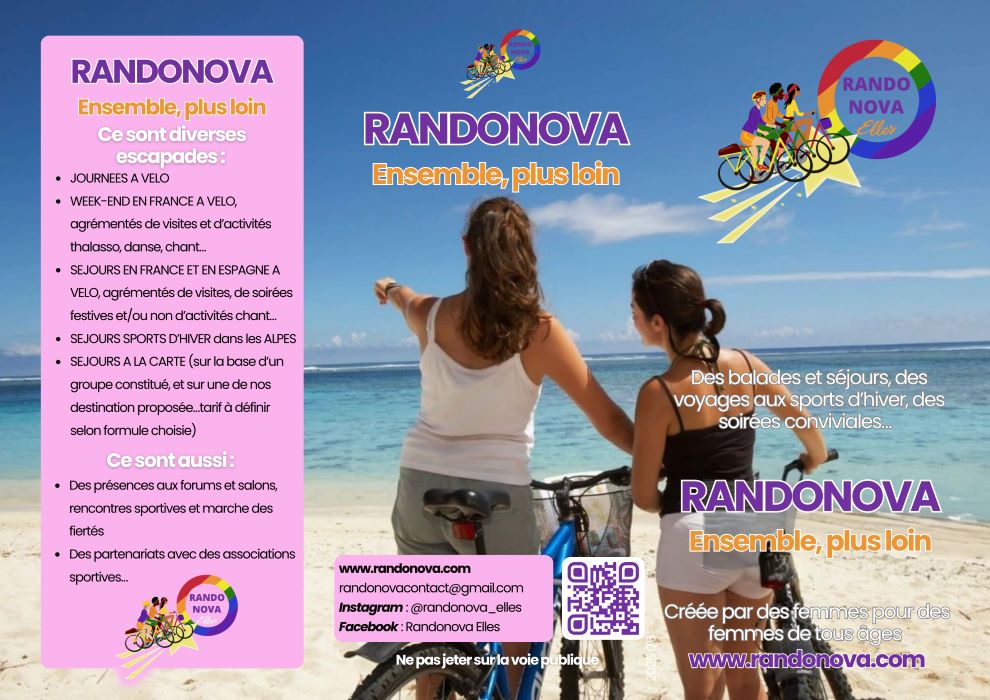 RANDONOVA
Ensemble, plus loin
Ce sont diverses
escapades :
• JOURNEES A VELO
• WEEK-END EN FRANCE A VELO,
agrémentés de visites et d'activités
thalasso, danse, chant...
• SEJOURS EN FRANCE ET EN ESPAGNE A
VELO, agrémentés de visites, de soirées
festives et/ou non d'activités chant...
• SEJOURS SPORTS D'HIVER dans les ALPES
• SEJOURS A LA CARTE (sur la base d'un
groupe constitué, et sur une de nos
destination proposée...tarif à définir
selon formule choisie)
Ce sont aussi :
• Des présences aux forums et salons,
rencontres sportives et marche des
fiertés
• Des partenariats avec des associations
sportives...
RANDO
NOVA
Elles
RANDO
NOVA
Elles
RANDONOVA
Ensemble, plus loin
www.randonova.com
randonovacontact@gmail.com
Instagram : @randonova_elles
Facebook : Randonova Elles
Ne pas jeter sur la voie publique
RANDO
NOVA
Elles
Des balades et séjours, des
voyages aux sports d'hiver, des
soirées conviviales...
RANDONOVA
Ensemble, plus loin
Créée par des femmes pour des
femmes de tous âges
www.randonova.com